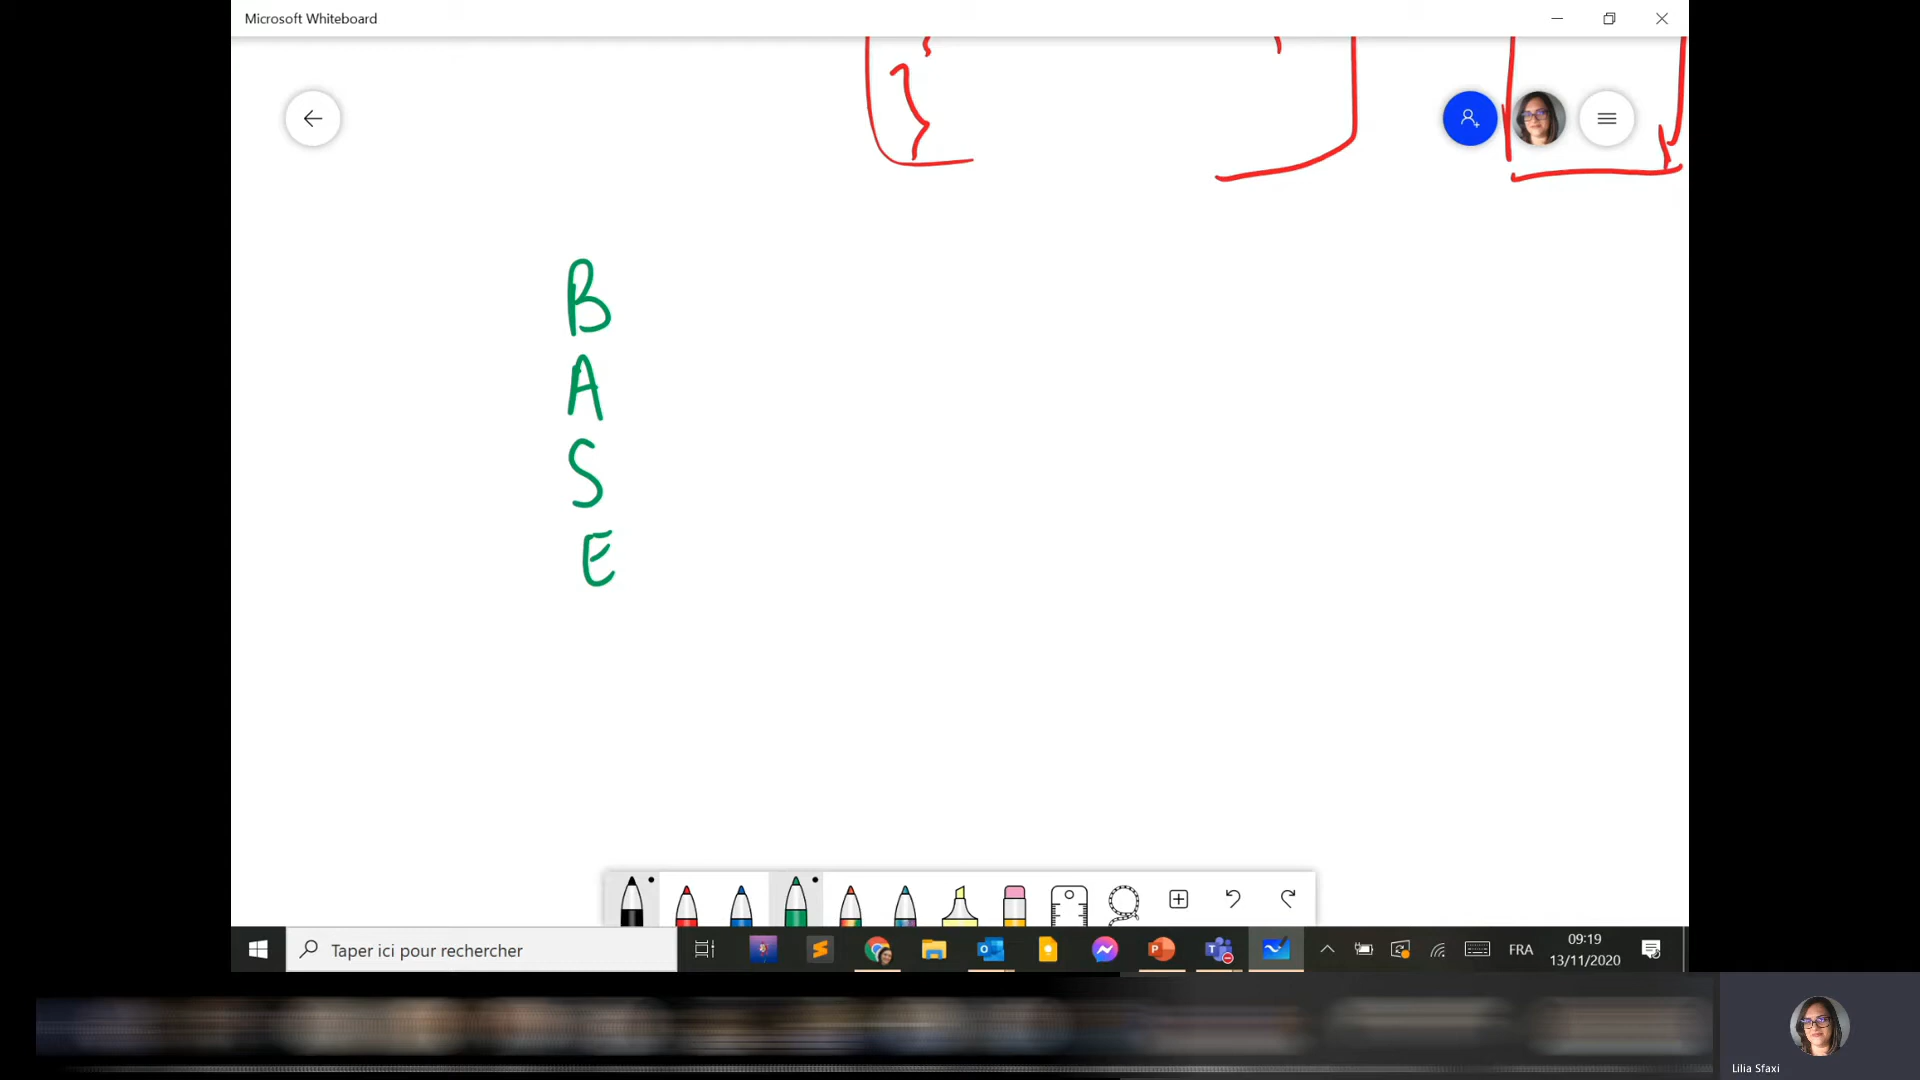 Microsoft Whiteboard
B
A
S
E
Taper ici pour rechercher
FRA
09:19
13/11/2020
Lilia Sfaxi